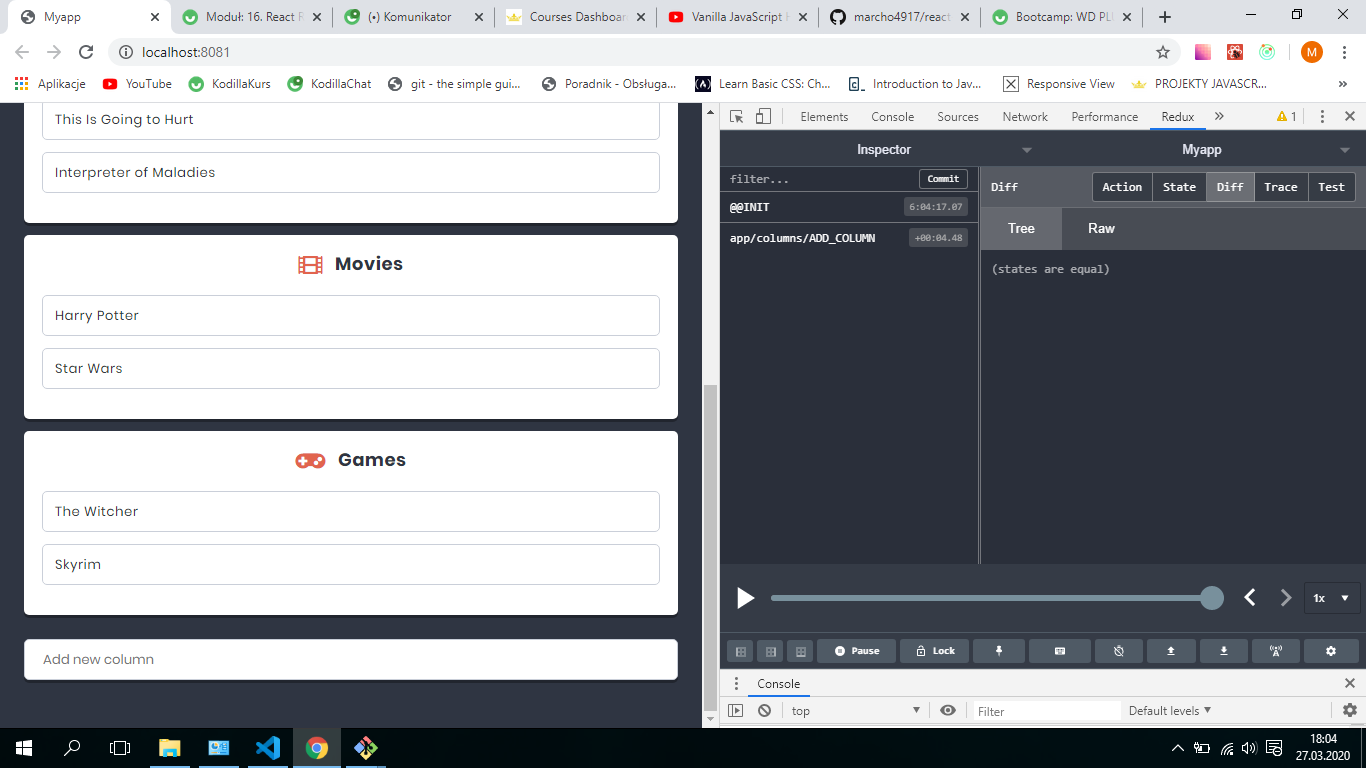 Myapp
Moduł: 16. React R
(•) Komunikator
Courses Dashboar
Vanilla JavaScript H
marcho4917/react
Bootcamp: WD PLU
localhost:8081
M
Aplikacje
YouTube
KodillaKurs
KodillaChat
git - the simple gui...
Poradnik - Obsługa...
Learn Basic CSS: Ch...
Introduction to Jav...
Responsive View
PROJEKTY JAVASCR...
This Is Going to Hurt
Interpreter of Maladies
Movies
Harry Potter
Star Wars
Games
The Witcher
Skyrim
Add new column
Elements
Console
Sources
Network
Performance
Redux
1
Inspector
Myapp
filter...
Commit
@@INIT
6:04:17.07
app/columns/ADD_COLUMN
+00:04.48
Diff
Action
State
Diff
Trace
Test
Tree
Raw
(states are equal)
1x
Pause
Lock
Console
top
Filter
Default levels
18:04
27.03.2020